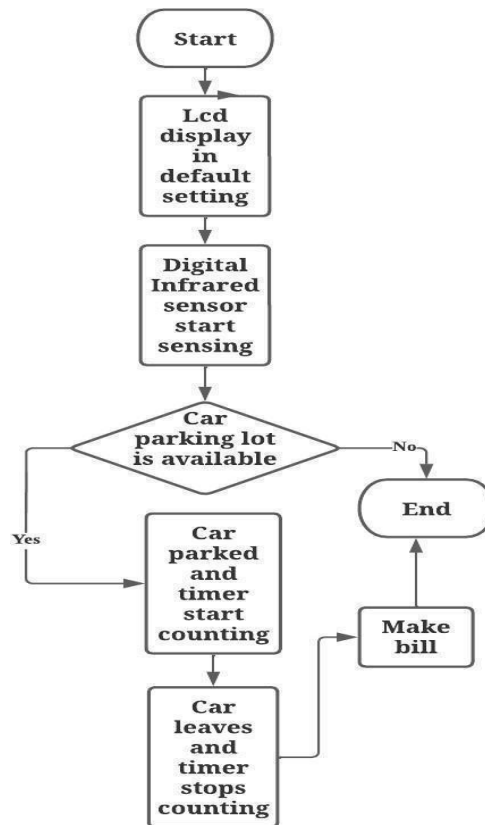 Start
Lcd
display
in
default
setting
Digital
Infrared
sensor
start
sensing
Car
parking lot
is available
No
Yes
End
Car
parked
and
timer
start
counting
Make
bill
Car
leaves
and
timer
stops
counting